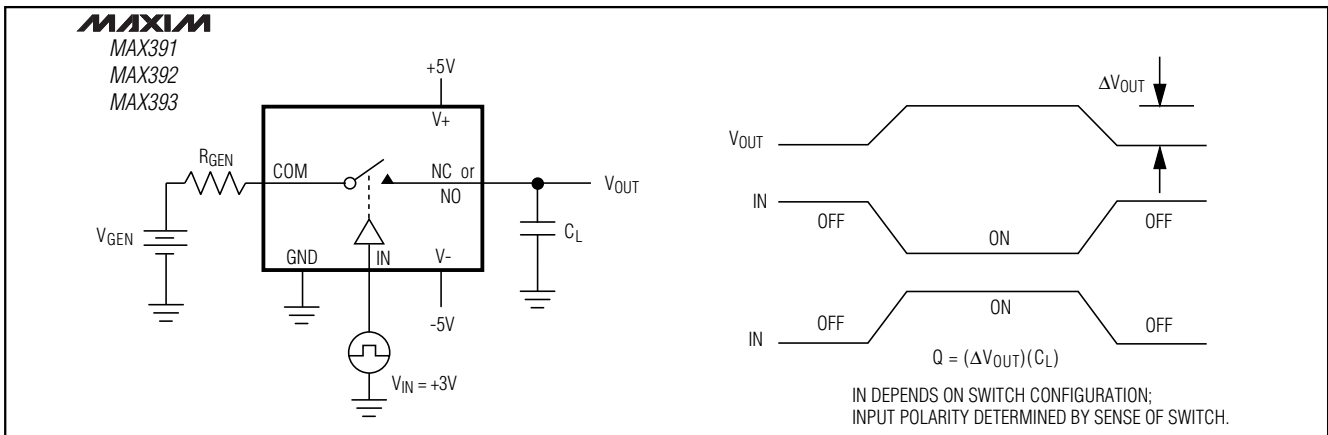 MAXIM
MAX391
MAX392
MAX393
+5V
V+
RGEN
COM
NC or
NO
VOUT
VGEN
CL
GND
IN
V-
-5V
VIN = +3V
ΔVOUT
VOUT
IN
OFF
ON
OFF
IN
OFF
ON
OFF
Q = (ΔVOUT)(CL)
IN DEPENDS ON SWITCH CONFIGURATION;
INPUT POLARITY DETERMINED BY SENSE OF SWITCH.